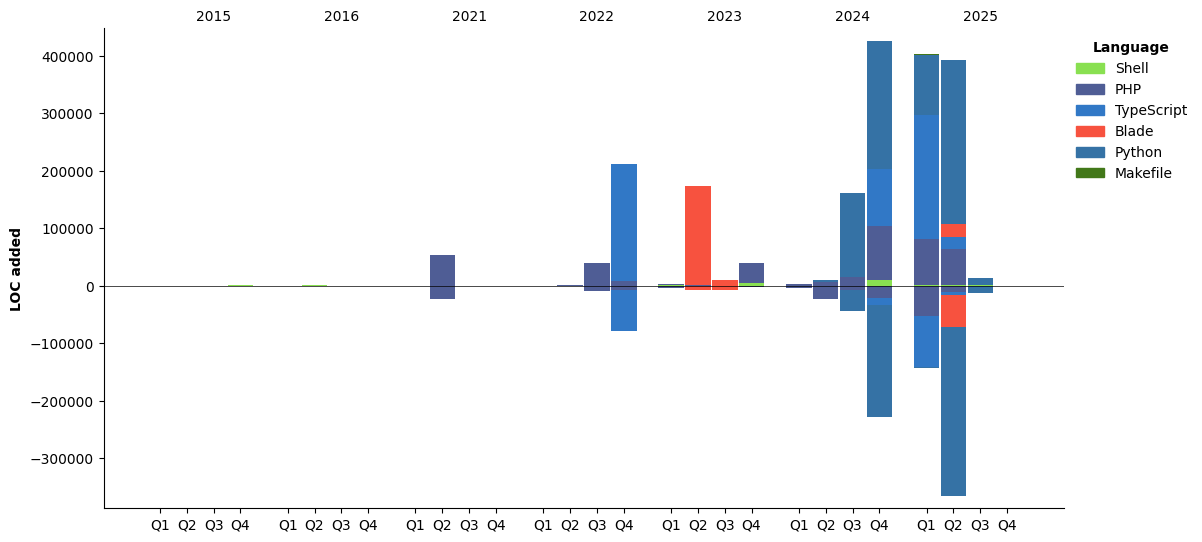 2015 2016 2021 2022 2023 2024 2025
Language
Shell
PHP
TypeScript
Blade
Python
Makefile
LOC added
400000
300000
200000
100000
0
−100000
−200000
−300000
Q1 Q2 Q3 Q4 Q1 Q2 Q3 Q4 Q1 Q2 Q3 Q4 Q1 Q2 Q3 Q4 Q1 Q2 Q3 Q4 Q1 Q2 Q3 Q4 Q1 Q2 Q3 Q4